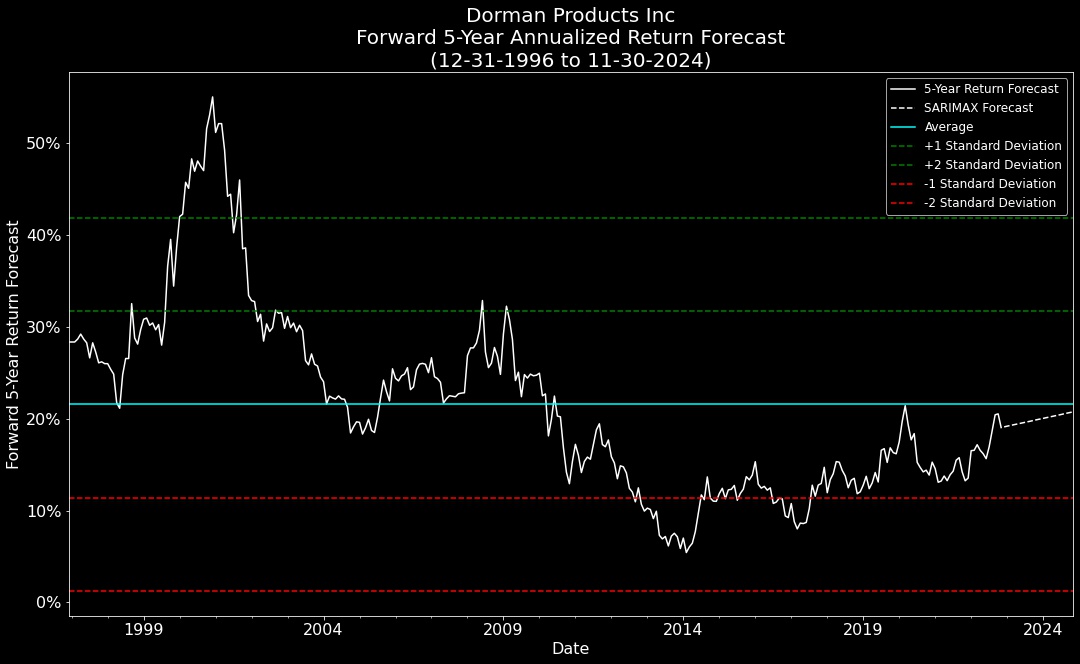 Dorman Products Inc
Forward 5-Year Annualized Return Forecast
(12-31-1996 to 11-30-2024)
5-Year Return Forecast
SARIMAX Forecast
Average
+1 Standard Deviation
+2 Standard Deviation
-1 Standard Deviation
-2 Standard Deviation
Forward 5-Year Return Forecast
50%
40%
30%
20%
10%
0%
1999
2004
2009
2014
2019
2024
Date